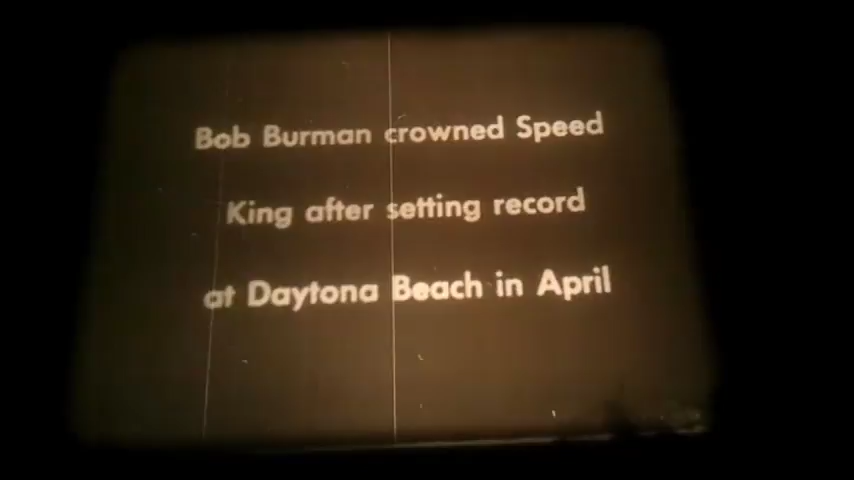 Bob Burman crowned Speed
King after setting record
at Daytona Beach in April